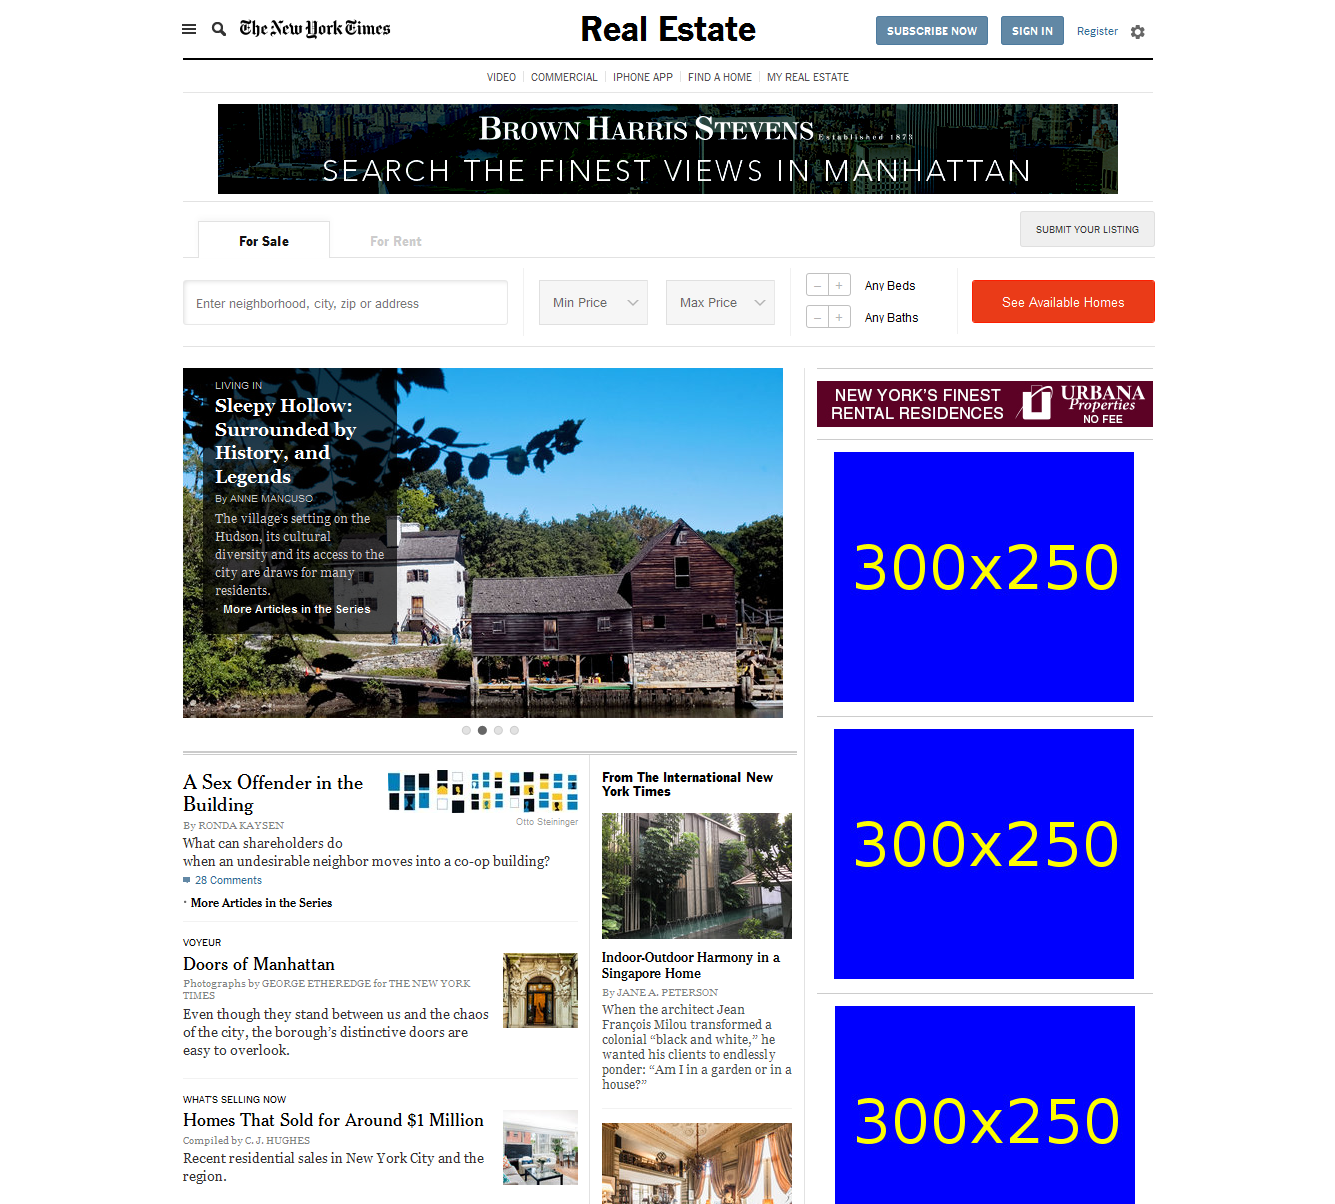 The New York Times
Real Estate
SUBSCRIBE NOW
SIGN IN
Register
VIDEO
COMMERCIAL
IPHONE APP
FIND A HOME
MY REAL ESTATE
BROWN HARRIS STEVENS Established 1873
SEARCH THE FINEST VIEWS IN MANHATTAN
For Sale
For Rent
SUBMIT YOUR LISTING
Enter neighborhood, city, zip or address
Min Price
Max Price
– + Any Beds
– + Any Baths
See Available Homes
LIVING IN
Sleepy Hollow:
Surrounded by
History, and
Legends
By ANNE MANCUSO
The village's setting on the
Hudson, its cultural
diversity and its access to the
city are draws for many
residents.
· More Articles in the Series
NEW YORK'S FINEST
RENTAL RESIDENCES
URBANA
Properties
NO FEE
300x250
300x250
300x250
A Sex Offender in the
Building
Otto Steininger
By RONDA KAYSEN
What can shareholders do
when an undesirable neighbor moves into a co-op building?
28 Comments
· More Articles in the Series
VOYEUR
Doors of Manhattan
Photographs by GEORGE ETHEREDGE for THE NEW YORK
TIMES
Even though they stand between us and the chaos
of the city, the borough's distinctive doors are
easy to overlook.
WHAT'S SELLING NOW
Homes That Sold for Around $1 Million
Compiled by C. J. HUGHES
Recent residential sales in New York City and the
region.
From The International New
York Times
Indoor-Outdoor Harmony in a
Singapore Home
By JANE A. PETERSON
When the architect Jean
François Milou transformed a
colonial “black and white,” he
wanted his clients to endlessly
ponder: “Am I in a garden or in a
house?”